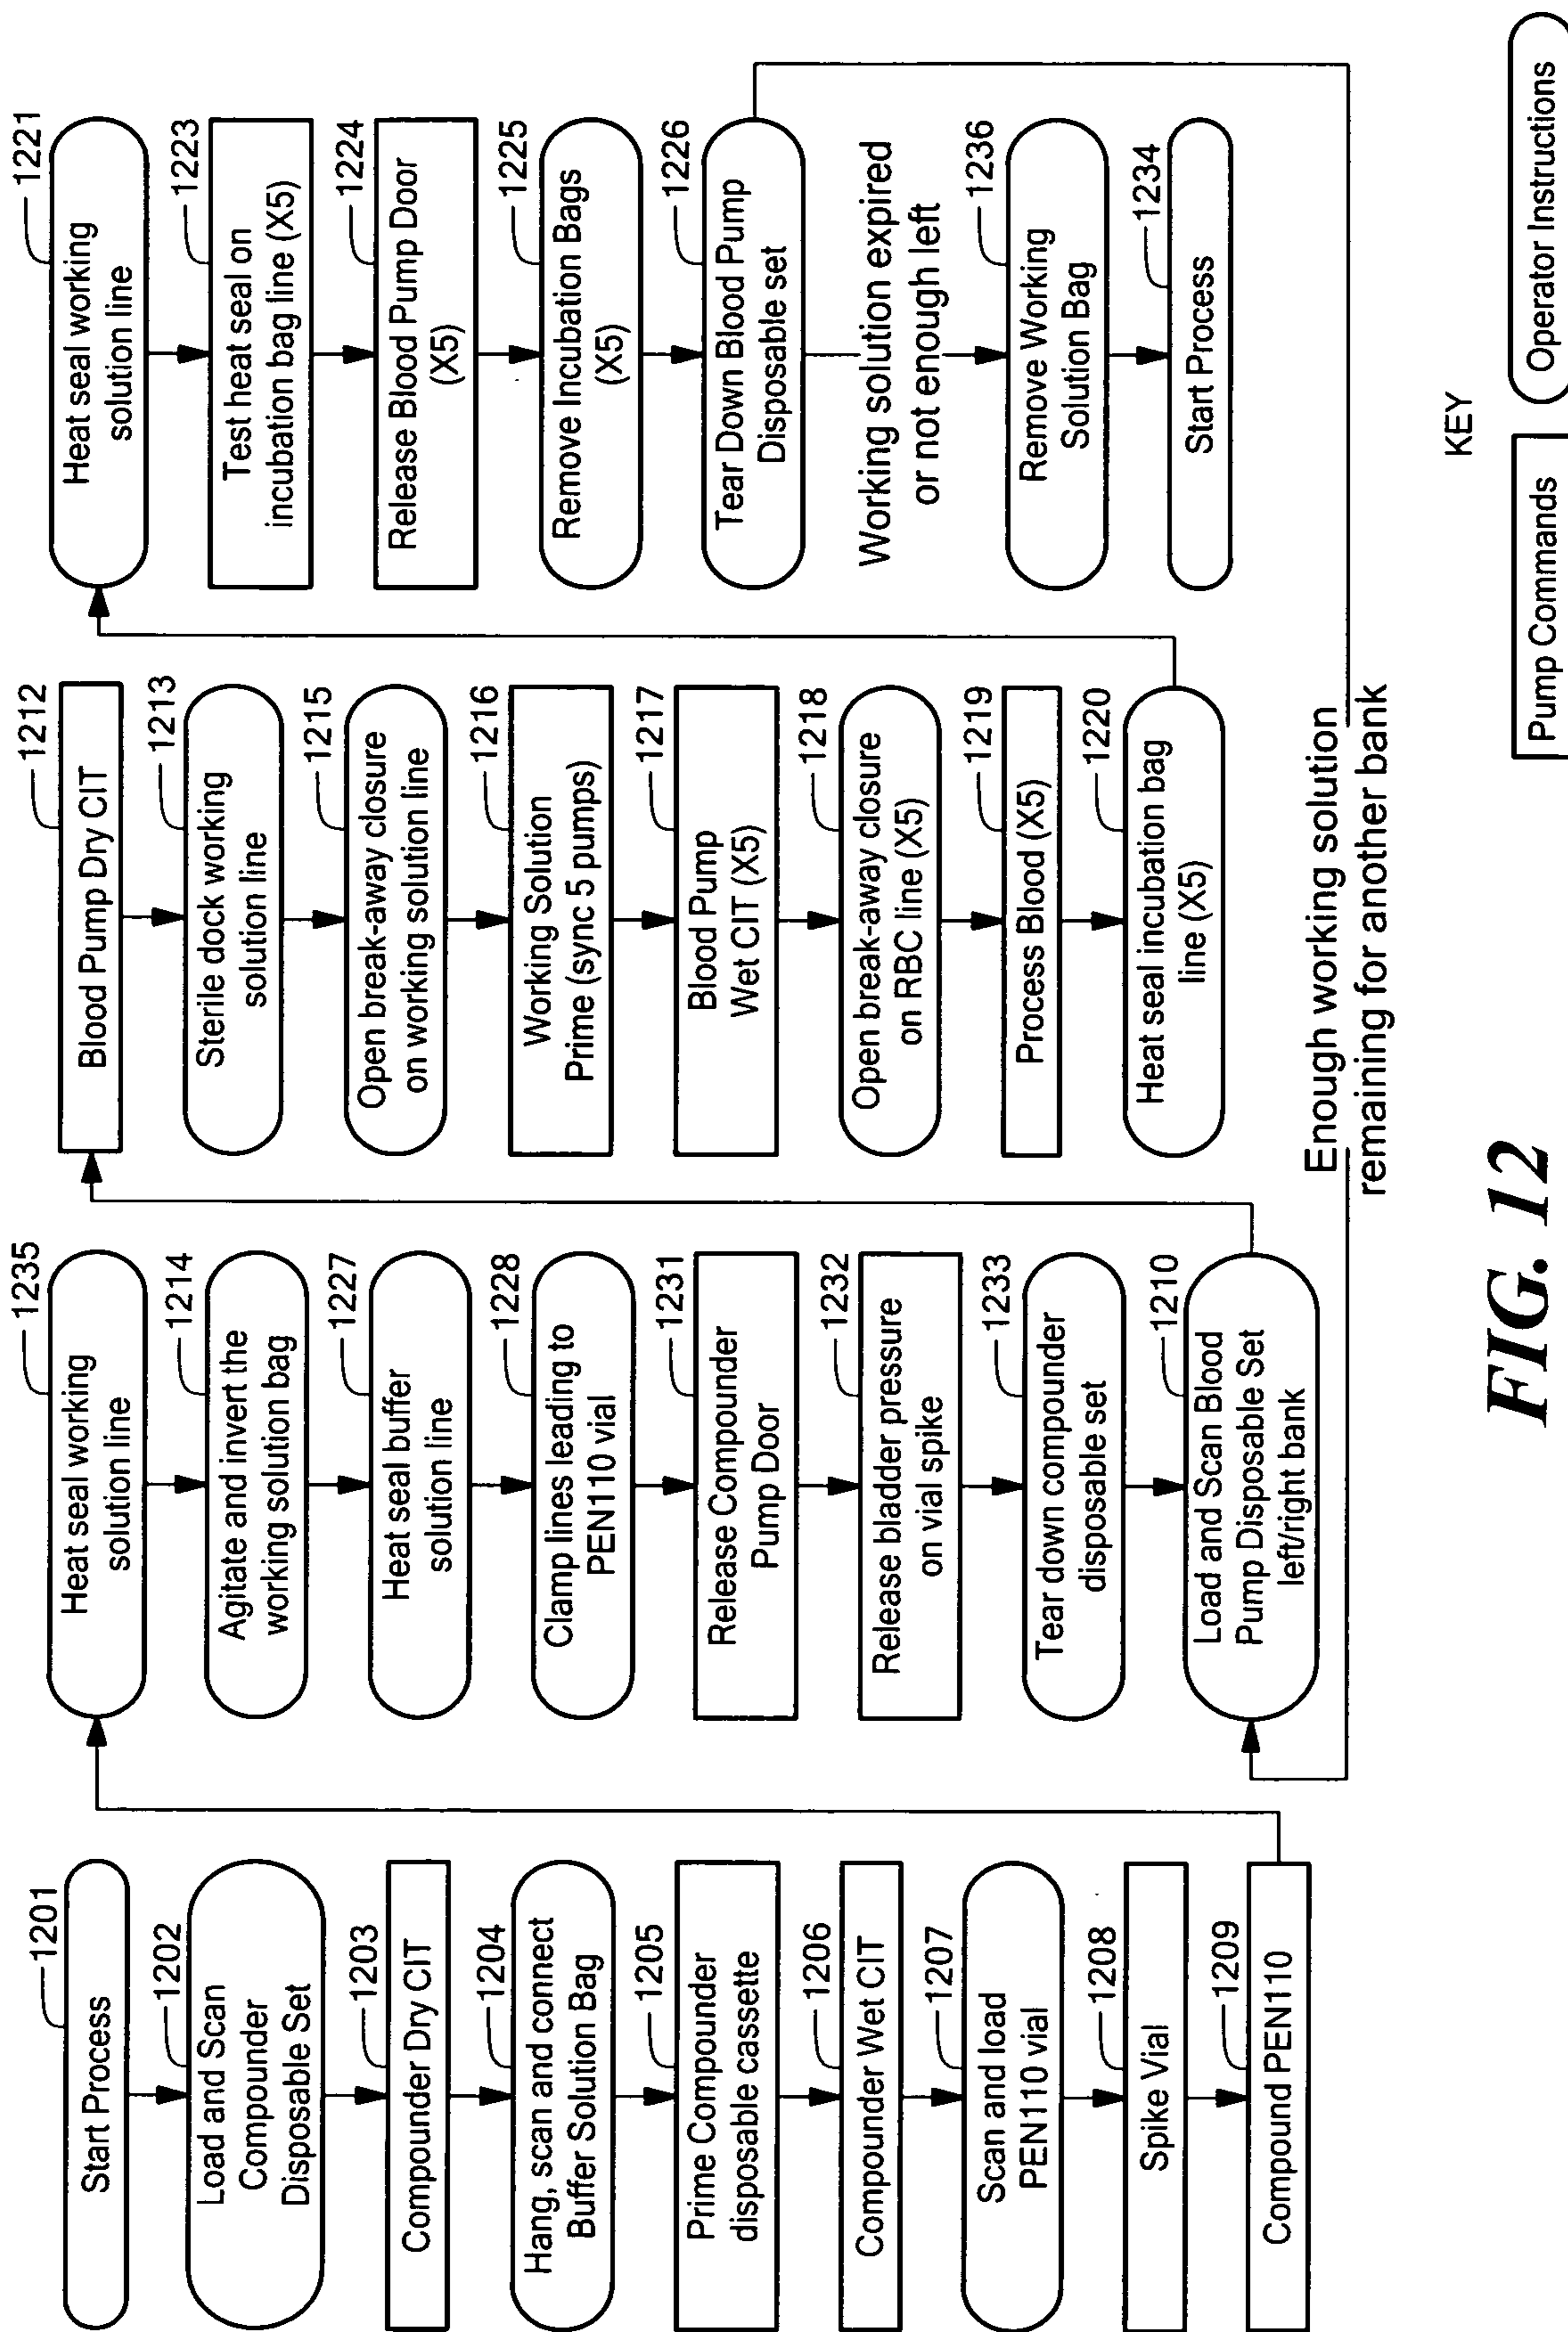 1201
Start Process
1202
Load and Scan
Compounder
Disposable Set
1203
Compounder Dry CIT
1204
Hang, scan and connect
Buffer Solution Bag
1205
Prime Compounder
disposable cassette
1206
Compounder Wet CIT
1207
Scan and load
PEN110 vial
1208
Spike Vial
1209
Compound PEN110
1235
Heat seal working
solution line
1214
Agitate and invert the
working solution bag
1227
Heat seal buffer
solution line
1228
Clamp lines leading to
PEN110 vial
1231
Release Compounder
Pump Door
1232
Release bladder pressure
on vial spike
1233
Tear down compounder
disposable set
1210
Load and Scan Blood
Pump Disposable Set
left/right bank
1212
Blood Pump Dry CIT
1213
Sterile dock working
solution line
1215
Open break-away closure
on working solution line
1216
Working Solution
Prime (sync 5 pumps)
1217
Blood Pump
Wet CIT (X5)
1218
Open break-away closure
on RBC line (X5)
1219
Process Blood (X5)
1220
Heat seal incubation bag
line (X5)
1221
Heat seal working
solution line
1223
Test heat seal on
incubation bag line (X5)
1224
Release Blood Pump Door
(X5)
1225
Remove Incubation Bags
(X5)
1226
Tear Down Blood Pump
Disposable set
Working solution expired
or not enough left
1236
Remove Working
Solution Bag
1234
Start Process
Enough working solution
remaining for another bank
KEY
Pump Commands
Operator Instructions
FIG. 12